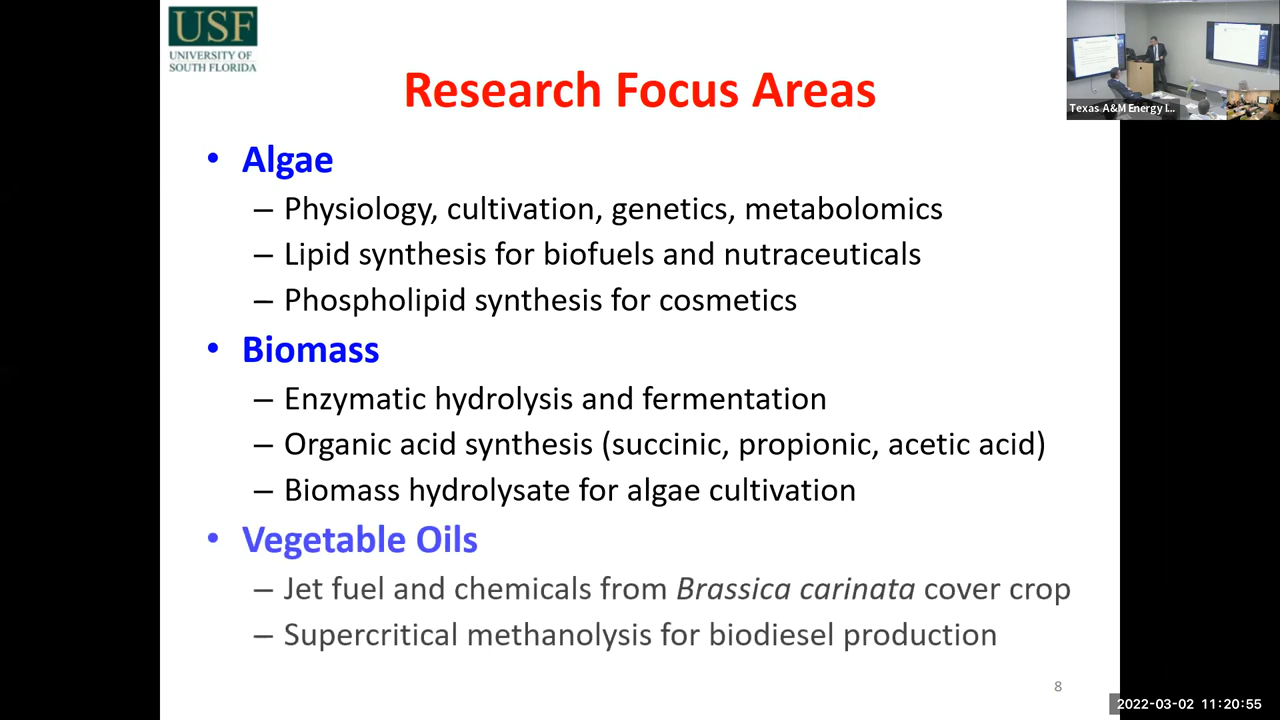 USF
UNIVERSITY OF
SOUTH FLORIDA
Research Focus Areas
Texas A&M Energy I...
• Algae
– Physiology, cultivation, genetics, metabolomics
– Lipid synthesis for biofuels and nutraceuticals
– Phospholipid synthesis for cosmetics
• Biomass
– Enzymatic hydrolysis and fermentation
– Organic acid synthesis (succinic, propionic, acetic acid)
– Biomass hydrolysate for algae cultivation
• Vegetable Oils
– Jet fuel and chemicals from Brassica carinata cover crop
– Supercritical methanolysis for biodiesel production
8
2022-03-02 11:20:55